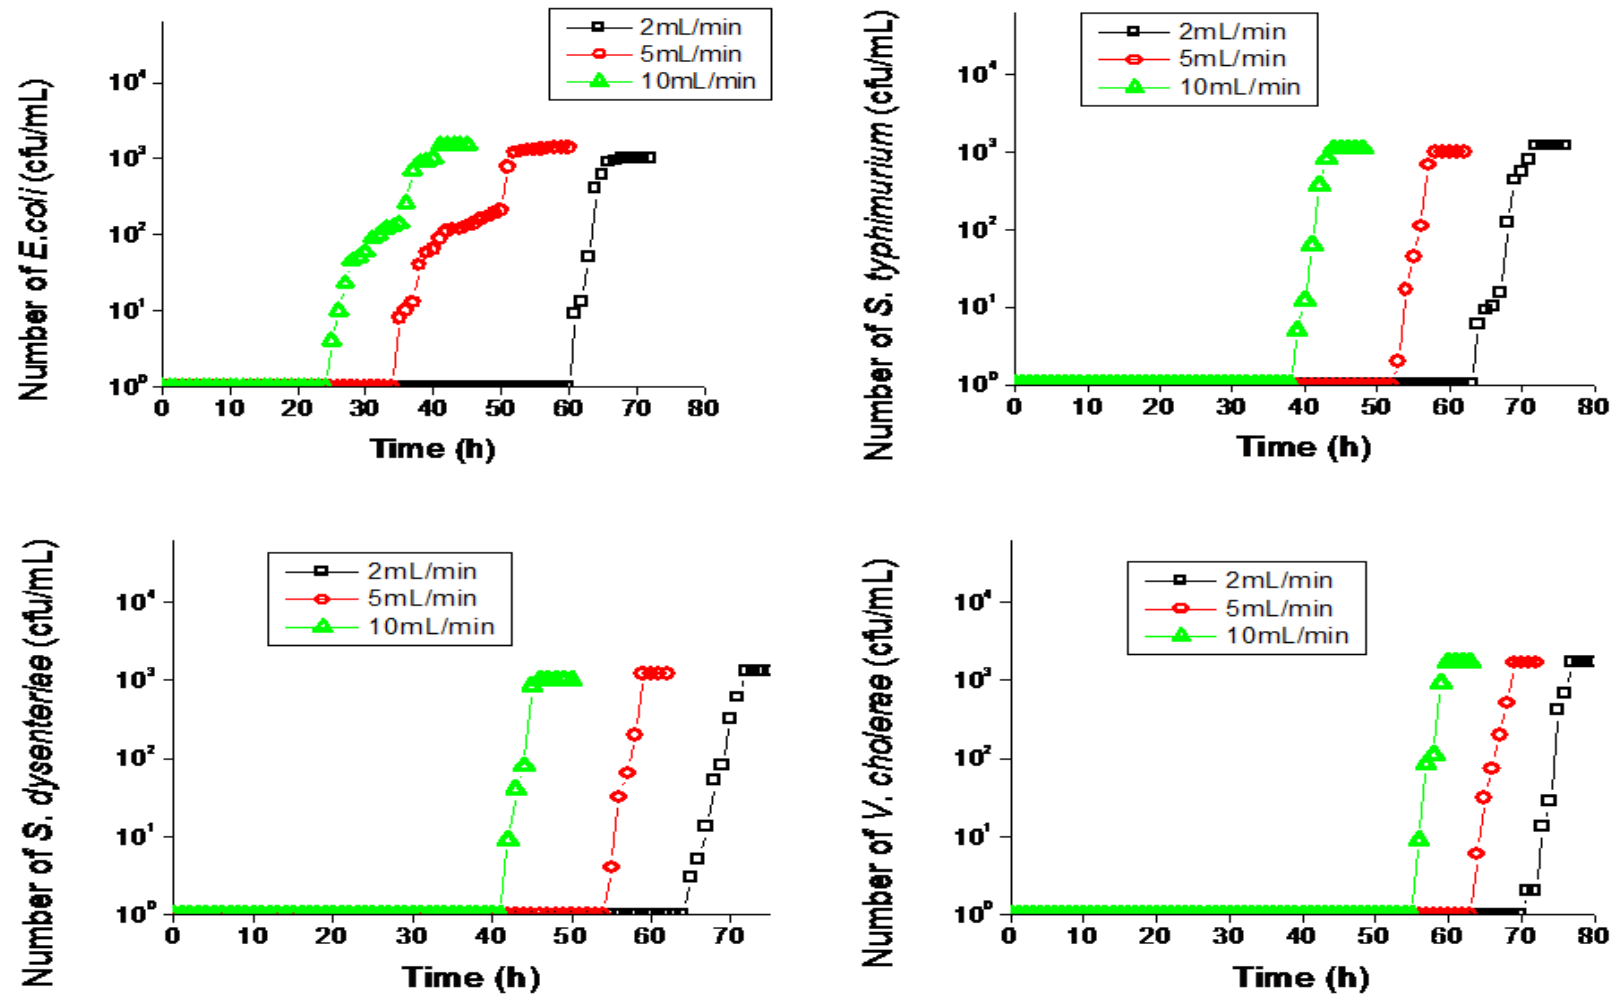 2mL/min
5mL/min
10mL/min
Number of E.coli (cfu/mL)
10⁴
10³
10²
10¹
10⁰
0 10 20 30 40 50 60 70 80
Time (h)
2mL/min
5mL/min
10mL/min
Number of S. typhimurium (cfu/mL)
10⁴
10³
10²
10¹
10⁰
0 10 20 30 40 50 60 70 80
Time (h)
2mL/min
5mL/min
10mL/min
Number of S. dysenteriae (cfu/mL)
10⁴
10³
10²
10¹
10⁰
0 10 20 30 40 50 60 70
Time (h)
2mL/min
5mL/min
10mL/min
Number of V. cholerae (cfu/mL)
10⁴
10³
10²
10¹
10⁰
0 10 20 30 40 50 60 70 80
Time (h)